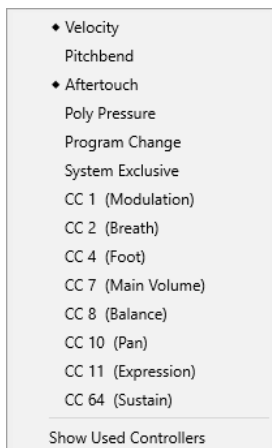 Velocity
Pitchbend
Aftertouch
Poly Pressure
Program Change
System Exclusive
CC 1 (Modulation)
CC 2 (Breath)
CC 4 (Foot)
CC 7 (Main Volume)
CC 8 (Balance)
CC 10 (Pan)
CC 11 (Expression)
CC 64 (Sustain)
Show Used Controllers